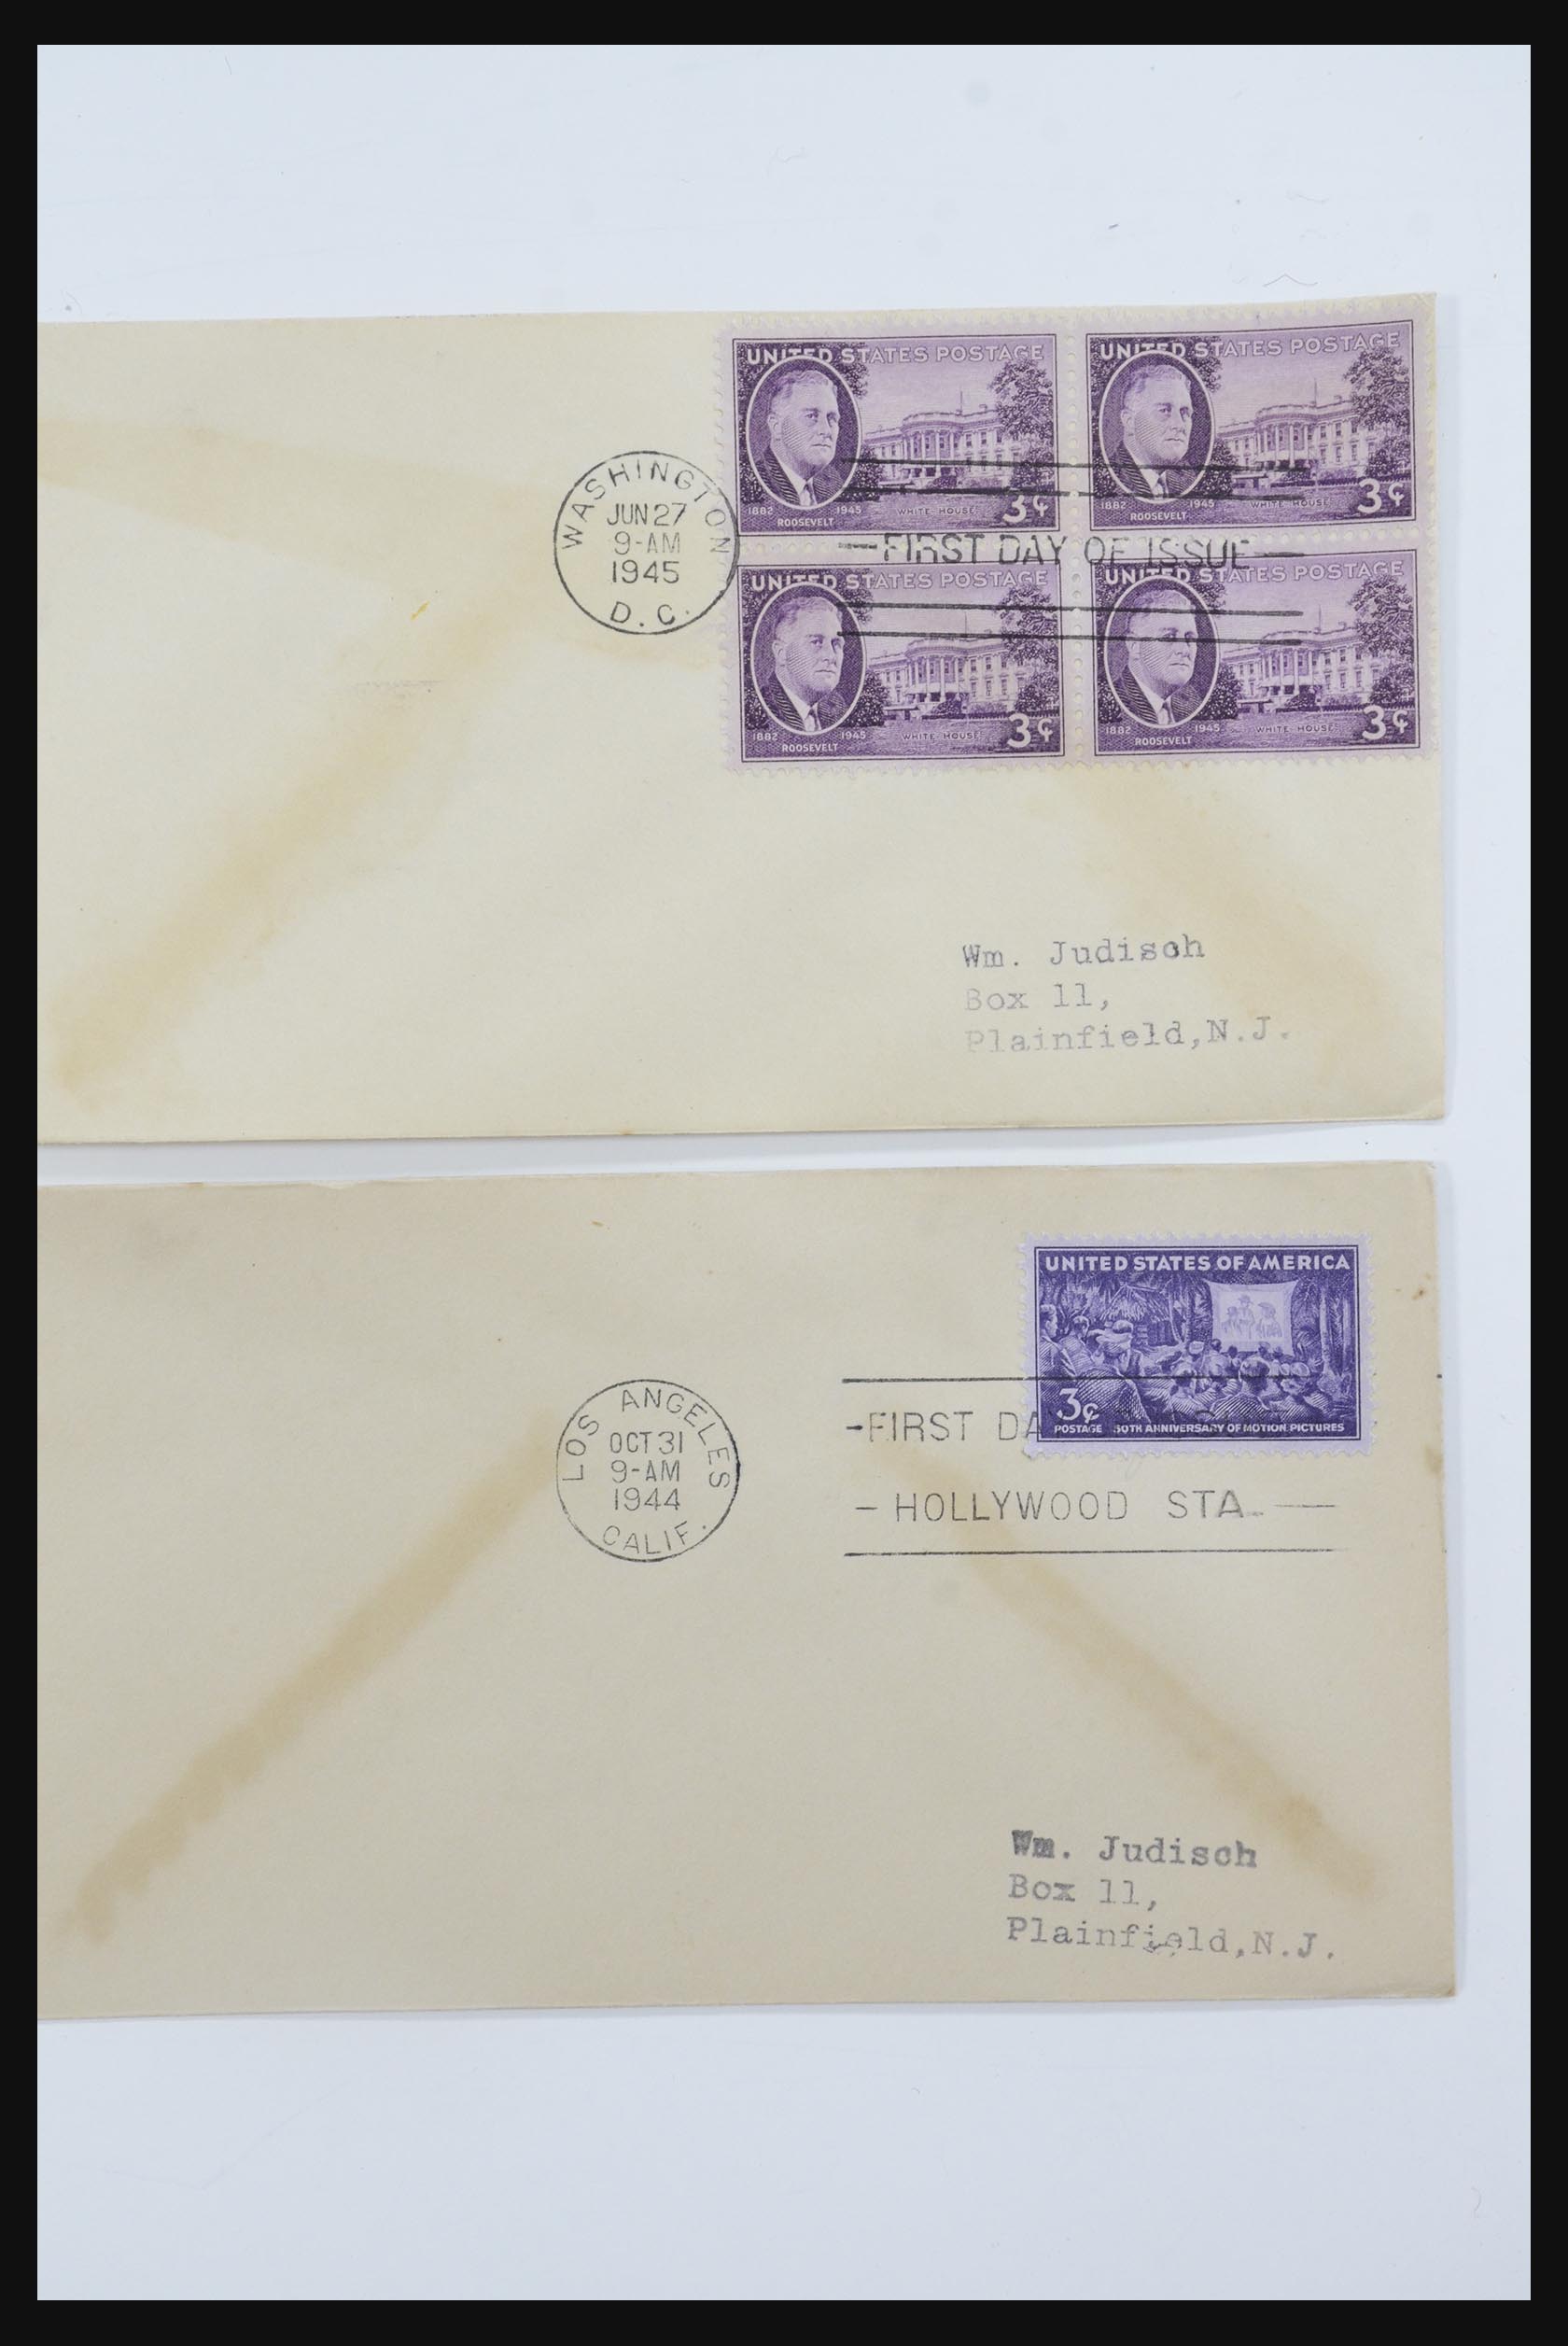 UNITED STATES POSTAGE
1882 1945 WHITE HOUSE 3¢
ROOSEVELT
UNITED STATES POSTAGE
1882 1945 WHITE HOUSE 3¢
ROOSEVELT
WASHINGTON
JUN 27
9-AM
1945
D.C.
FIRST DAY OF ISSUE
UNITED STATES POSTAGE
1882 1945 WHITE HOUSE 3¢
ROOSEVELT
UNITED STATES POSTAGE
1882 1945 WHITE HOUSE 3¢
ROOSEVELT
Wm. Judisch
Box 11,
Plainfield,N.J.
UNITED STATES OF AMERICA
3¢
POSTAGE 50TH ANNIVERSARY OF MOTION PICTURES
LOS ANGELES
OCT 31
9-AM
1944
CALIF.
-FIRST DAY
- HOLLYWOOD STA.
Wm. Judisch
Box 11,
Plainfield,N.J.